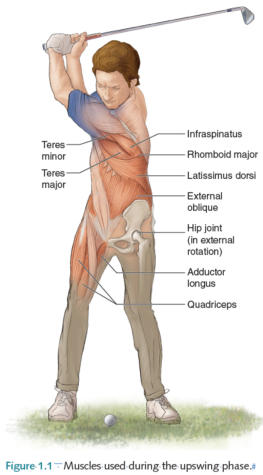 Teres
minor
Teres
major
Infraspinatus
Rhomboid major
Latissimus dorsi
External
oblique
Hip joint
(in external
rotation)
Adductor
longus
Quadriceps
Figure 1.1 Muscles used during the upswing phase.